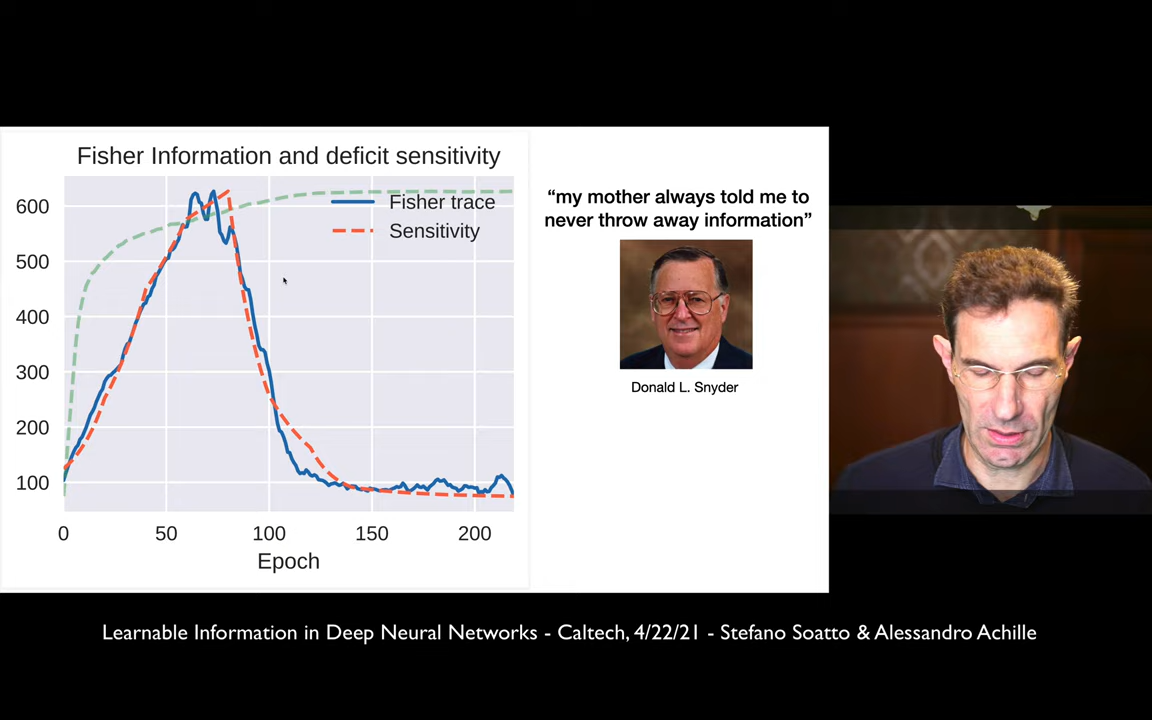 Fisher Information and deficit sensitivity
600
500
400
300
200
100
Fisher trace
Sensitivity
0 50 100 150 200
Epoch
“my mother always told me to
never throw away information”
Donald L. Snyder
Learnable Information in Deep Neural Networks - Caltech, 4/22/21 - Stefano Soatto & Alessandro Achille